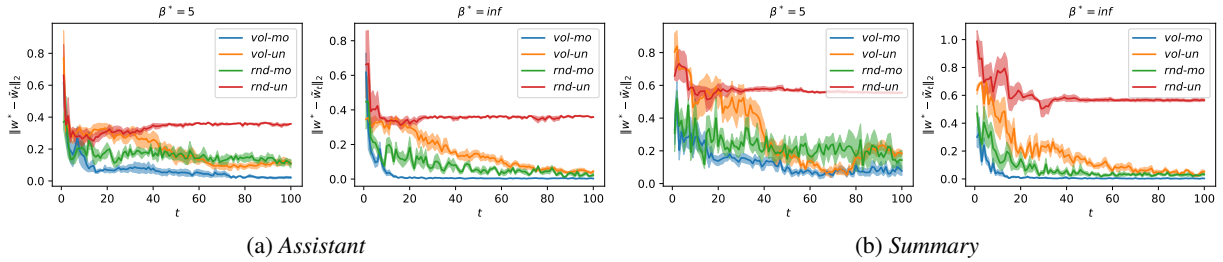 β* = 5
‖w* − w̃ₜ‖₂
0.8
0.6
0.4
0.2
0.0
vol-mo
vol-un
rnd-mo
rnd-un
0 20 40 60 80 100
t
β* = inf
‖w* − w̃ₜ‖₂
0.8
0.6
0.4
0.2
0.0
vol-mo
vol-un
rnd-mo
rnd-un
0 20 40 60 80 100
t
(a) Assistant
β* = 5
‖w* − w̃ₜ‖₂
0.8
0.6
0.4
0.2
0.0
vol-mo
vol-un
rnd-mo
rnd-un
0 20 40 60 80 100
t
β* = inf
‖w* − w̃ₜ‖₂
1.0
0.8
0.6
0.4
0.2
0.0
vol-mo
vol-un
rnd-mo
rnd-un
0 20 40 60 80 100
t
(b) Summary